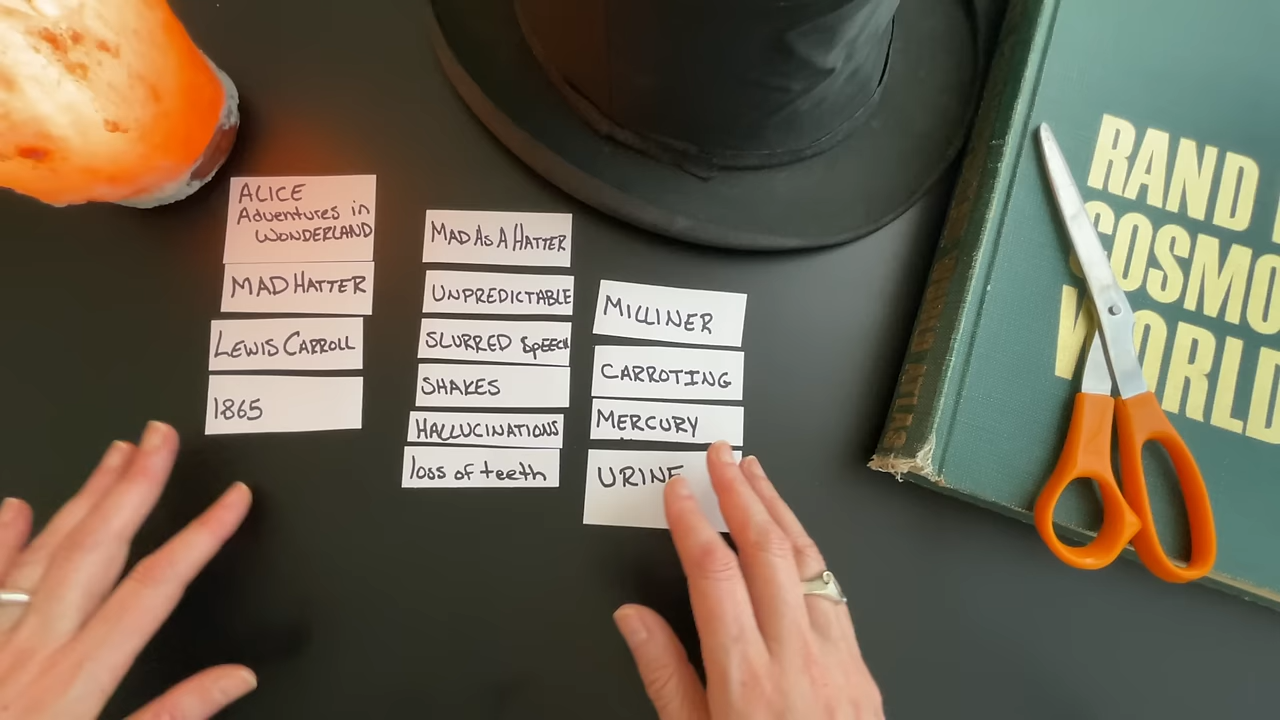 ALICE
Adventures in
WONDERLAND
MAD HATTER
LEWIS CARROLL
1865
MAD AS A HATTER
UNPREDICTABLE
SLURRED SPEECH
SHAKES
HALLUCINATIONS
loss of teeth
MILLINER
CARROTING
MERCURY
URINE
RAND
COSMO
WORLD